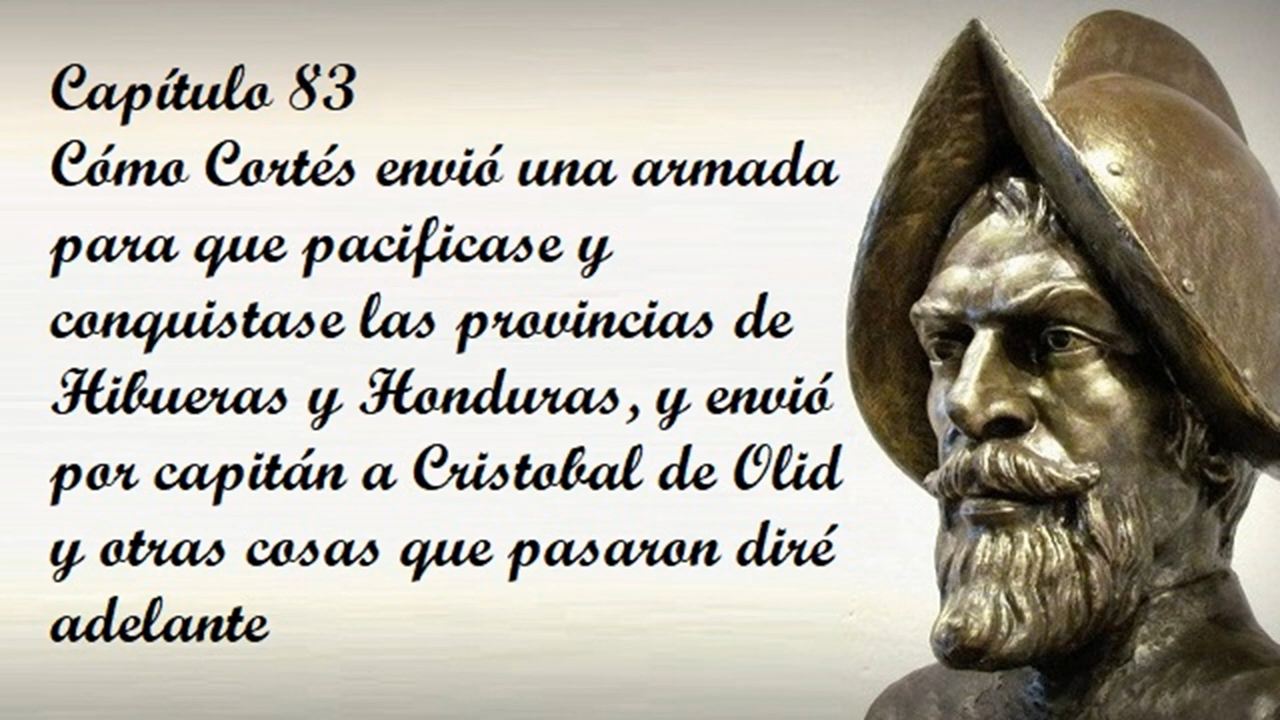 Capítulo 83
Cómo Cortés envió una armada
para que pacificase y
conquistase las provincias de
Hibueras y Honduras, y envió
por capitán a Cristobal de Olid
y otras cosas que pasaron diré
adelante